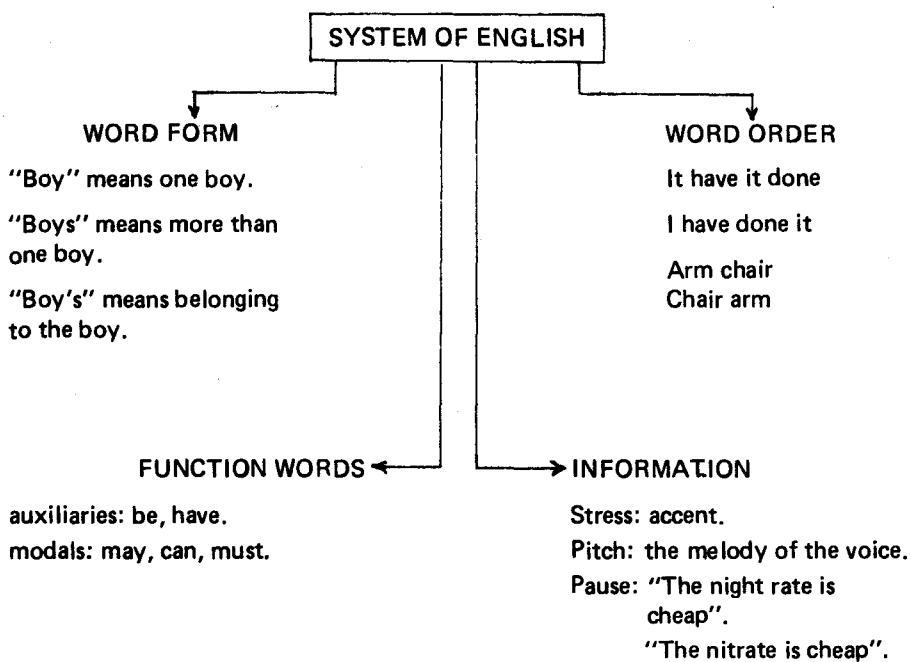 SYSTEM OF ENGLISH
WORD FORM
"Boy" means one boy.
"Boys" means more than
one boy.
"Boy's" means belonging
to the boy.
WORD ORDER
It have it done
I have done it
Arm chair
Chair arm
FUNCTION WORDS
auxiliaries: be, have.
modals: may, can, must.
INFORMATION
Stress: accent.
Pitch: the melody of the voice.
Pause: "The night rate is
cheap".
"The nitrate is cheap".